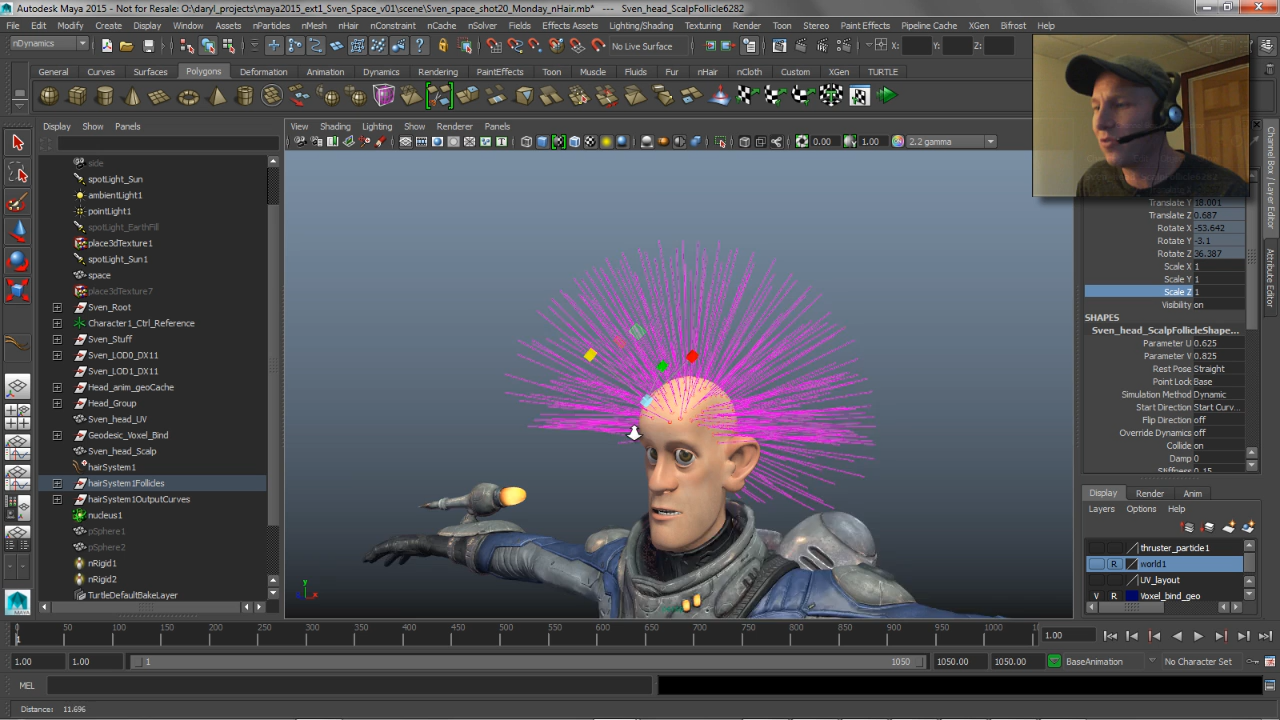 Autodesk Maya 2015 - Not for Resale: D:\daryl_projects\maya2015_ext1_Sven_Space_v01\scene\Sven_space_shot20_Monday_nHair.mb* --- Sven_head_ScalpFollicle6282
File Edit Modify Create Display Window Assets nParticles nMesh nHair nConstraint nCache nSolver Fields Effects Assets Lighting/Shading Texturing Render Toon Stereo Paint Effects Pipeline Cache XGen Bifrost Help
nDynamics No Live Surface X: Y: Z:
General Curves Surfaces Polygons Deformation Animation Dynamics Rendering PaintEffects Toon Muscle Fluids Fur nHair nCloth Custom XGen TURTLE
Display Show Panels
View Shading Lighting Show Renderer Panels
0.00 1.00 2.2 gamma
side
spotLight_Sun
ambientLight1
pointLight1
spotLight_EarthFill
place3dTexture1
spotLight_Sun1
space
place3dTexture7
Sven_Root
Character1_Ctrl_Reference
Sven_Stuff
Sven_LOD0_DX11
Sven_LOD1_DX11
Head_anim_geoCache
Head_Group
Sven_head_UV
Geodesic_Voxel_Bind
Sven_head_Scalp
hairSystem1
hairSystem1Follicles
hairSystem1OutputCurves
nucleus1
pSphere1
pSphere2
nRigid1
nRigid2
TurtleDefaultBakeLayer
y
x
Channel Box / Layer Editor
Attribute Editor
Translate Y 18.001
Translate Z 0.687
Rotate X -53.642
Rotate Y -3.1
Rotate Z 36.387
Scale X 1
Scale Y 1
Scale Z 1
Visibility on
SHAPES
Sven_head_ScalpFollicleShape...
Parameter U 0.625
Parameter V 0.825
Rest Pose Straight
Point Lock Base
Simulation Method Dynamic
Start Direction Start Curv...
Flip Direction off
Override Dynamics off
Collide on
Damp 0
Stiffness 0.15
Display Render Anim
Layers Options Help
thruster_particle1
R world1
UV_layout
V R Voxel_bind_geo
0 50 100 150 200 250 300 350 400 450 500 550 600 650 700 750 800 850 900 950 1000
1 1.00
1.00 1.00 1 1050 1050.00 1050.00 BaseAnimation No Character Set
MEL
Distance: 11.696
MAYA